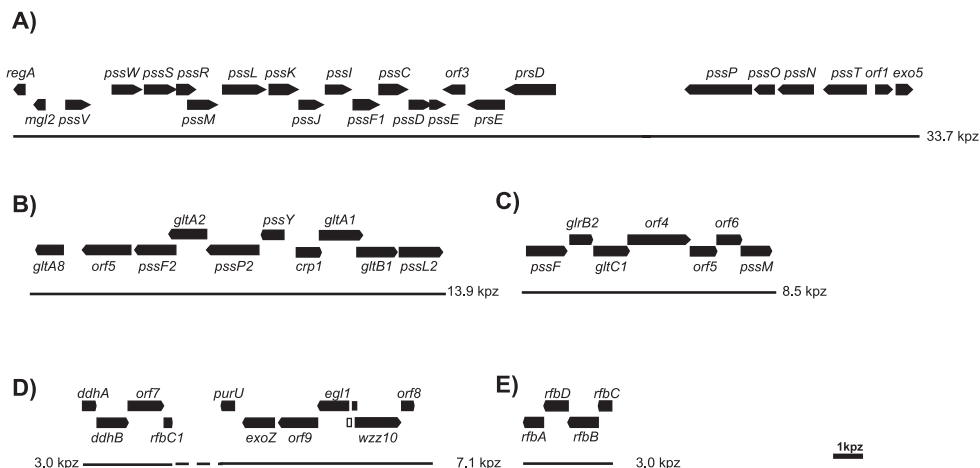 A)
regA pssW pssS pssR pssL pssK pssI pssC orf3 prsD pssP pssO pssN pssT orf1 exo5
mgl2 pssV pssM pssJ pssF1 pssD pssE prsE
33.7 kpz
B)
gltA2 pssY gltA1
gltA8 orf5 pssF2 pssP2 crp1 gltB1 pssL2
13.9 kpz
C)
glrB2 orf4 orf6
pssF gltC1 orf5 pssM
8.5 kpz
D)
ddhA orf7 purU egl1 orf8
ddhB rfbC1 exoZ orf9 wzz10
3.0 kpz 7.1 kpz
E)
rfbD rfbC
rfbA rfbB
3.0 kpz
1kpz